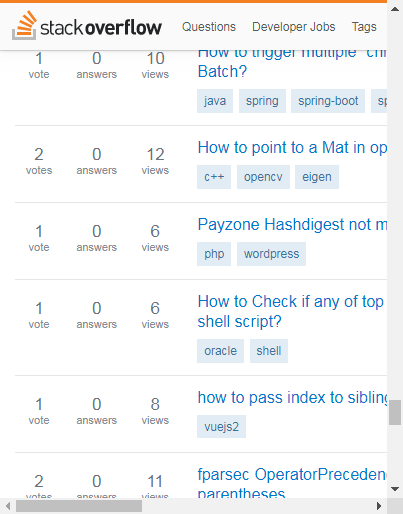 stackoverflow Questions Developer Jobs Tags
1 0 10 How to trigger multiple
vote answers views Batch?
java spring spring-boot
2 0 12 How to point to a Mat in
votes answers views
c++ opencv eigen
1 0 6 Payzone Hashdigest not
vote answers views
php wordpress
1 0 6 How to Check if any of top
vote answers views shell script?
oracle shell
1 0 8 how to pass index to sibling
vote answers views
vuejs2
2 0 11 fparsec
votes answers views parentheses